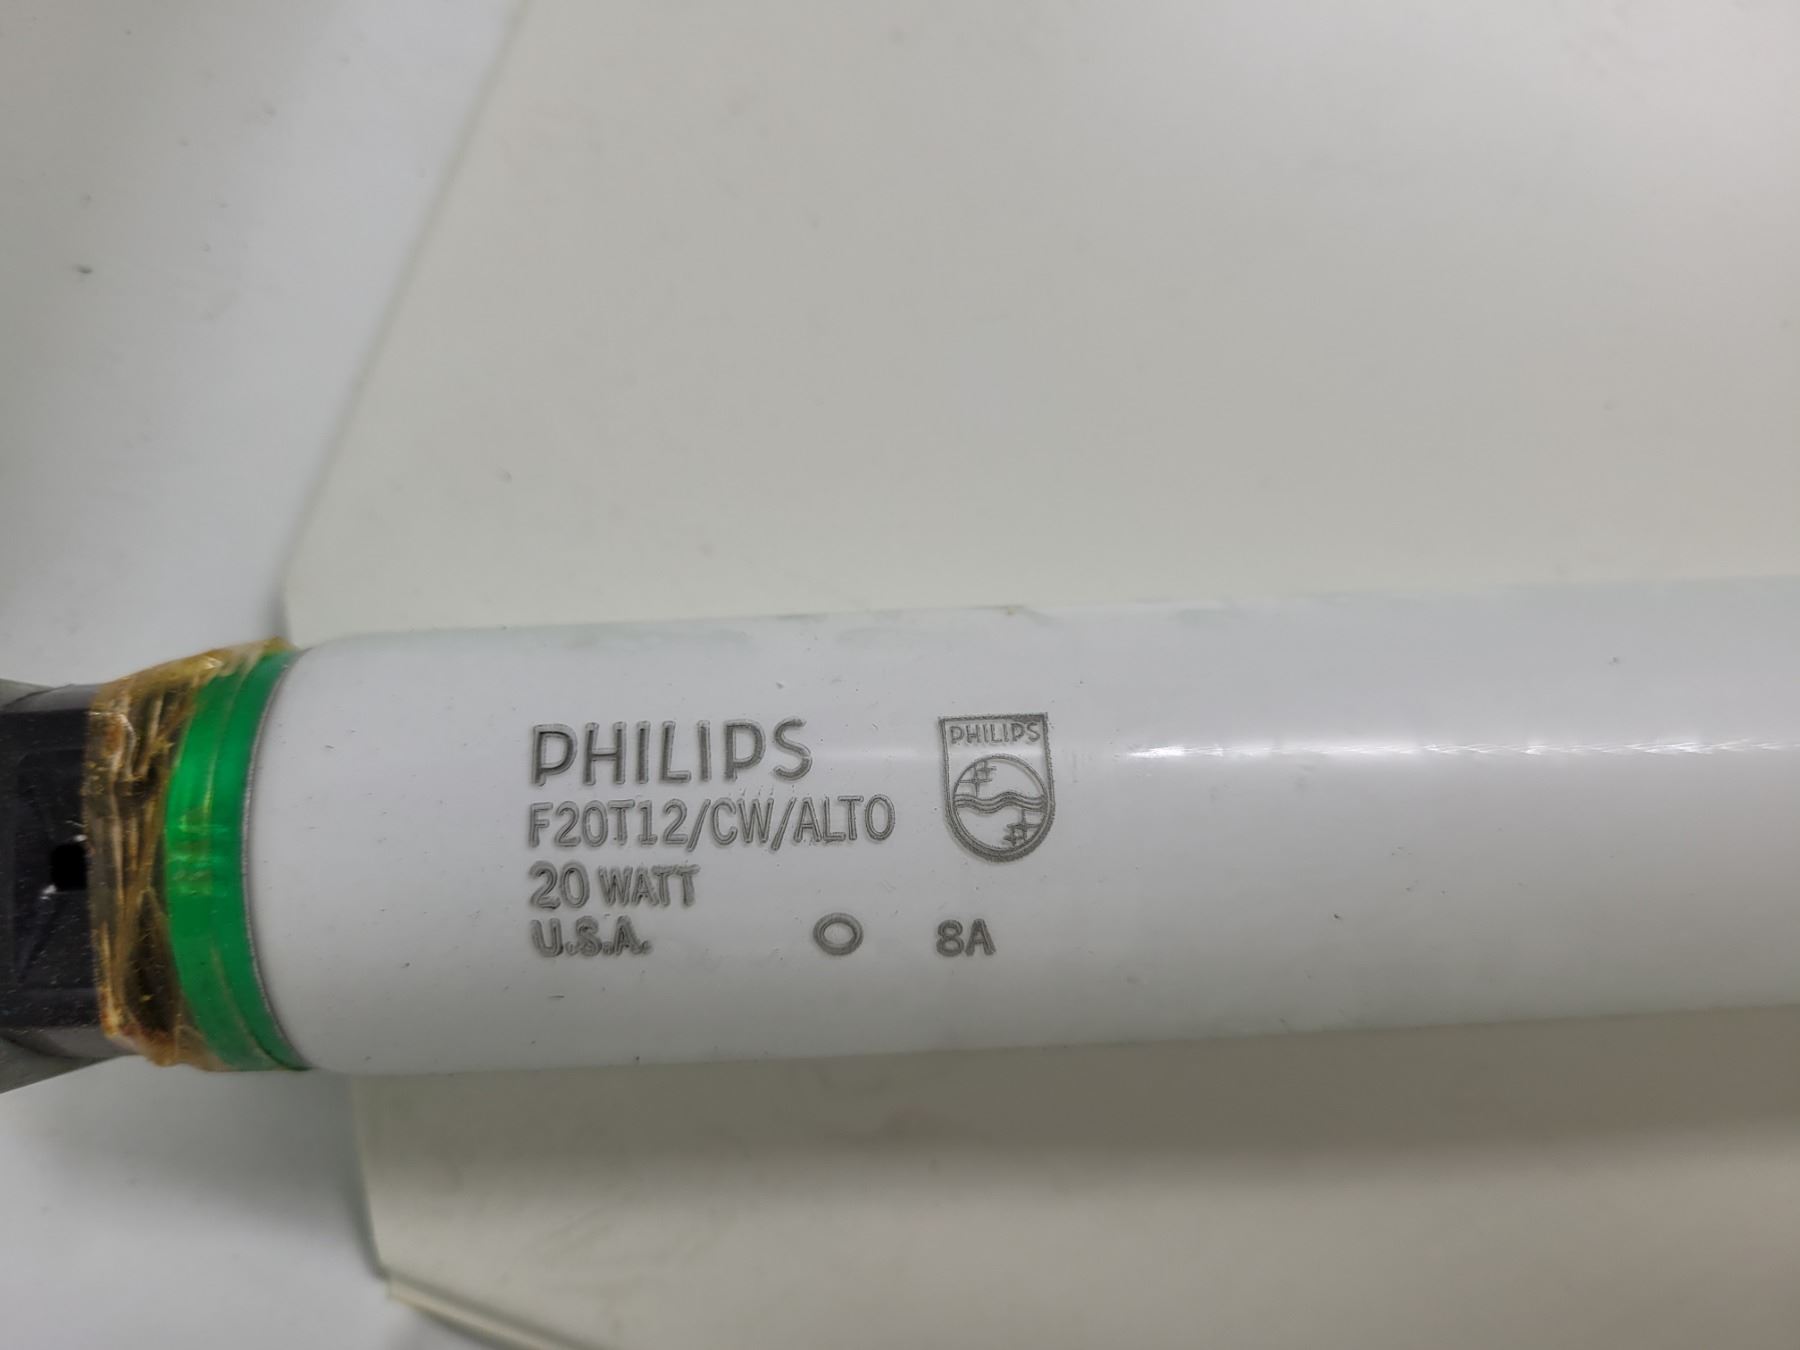 PHILIPS
F20T12/CW/ALTO
20 WATT
U.S.A. O 8A
PHILIPS